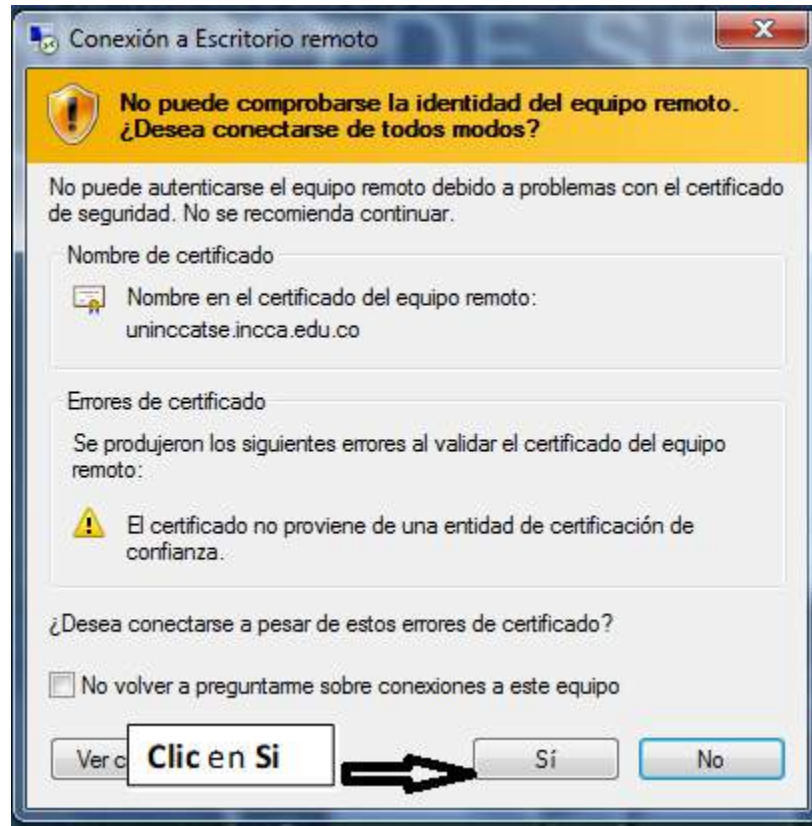 Conexión a Escritorio remoto
No puede comprobarse la identidad del equipo remoto.
¿Desea conectarse de todos modos?
No puede autenticarse el equipo remoto debido a problemas con el certificado
de seguridad. No se recomienda continuar.
Nombre de certificado
Nombre en el certificado del equipo remoto:
uninccatse.incca.edu.co
Errores de certificado
Se produjeron los siguientes errores al validar el certificado del equipo
remoto:
El certificado no proviene de una entidad de certificación de
confianza.
¿Desea conectarse a pesar de estos errores de certificado?
No volver a preguntarme sobre conexiones a este equipo
Ver Clic en Si Sí No